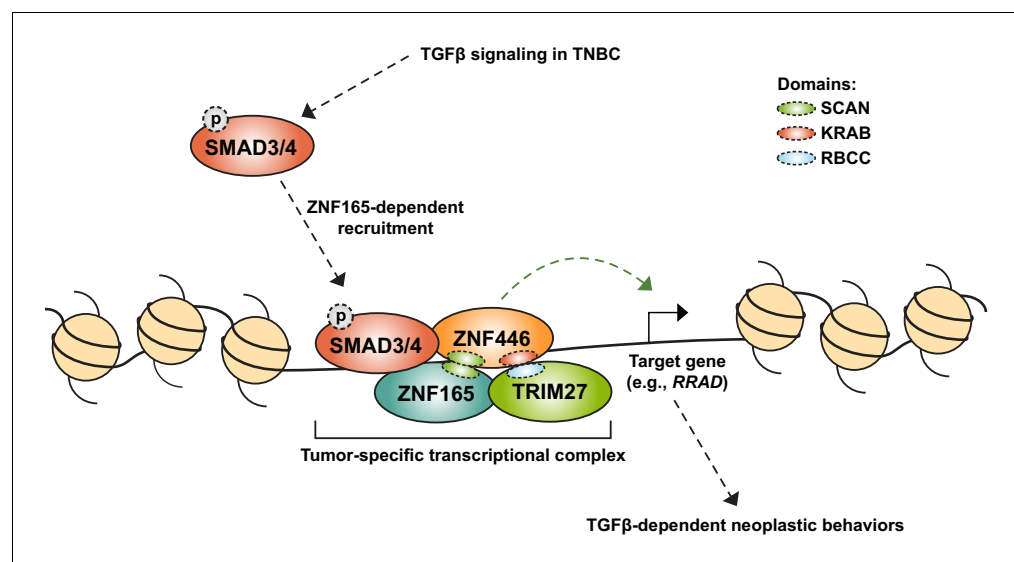 TGFβ signaling in TNBC
Domains:
SCAN
KRAB
RBCC
p
SMAD3/4
ZNF165-dependent
recruitment
p
SMAD3/4
ZNF446
ZNF165
TRIM27
Target gene
(e.g., RRAD)
Tumor-specific transcriptional complex
TGFβ-dependent neoplastic behaviors